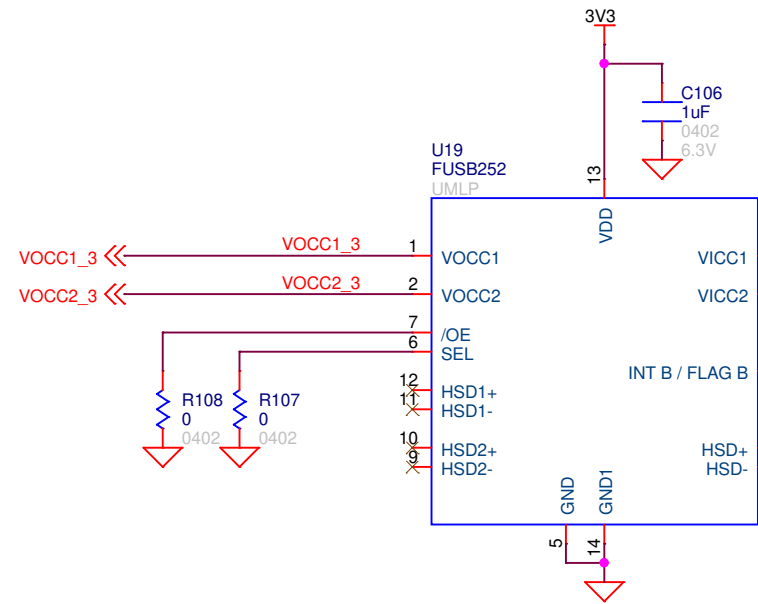 3V3
C106
1uF
0402
6.3V
U19
FUSB252
UMLP
13
VDD
VOCC1_3
VOCC1_3
1
VOCC1
VICC1
VOCC2_3
VOCC2_3
2
VOCC2
VICC2
7
/OE
6
SEL
INT B / FLAG B
12
HSD1+
11
HSD1-
R108
0
0402
R107
0
0402
10
HSD2+
HSD+
9
HSD2-
HSD-
GND
GND1
5
14